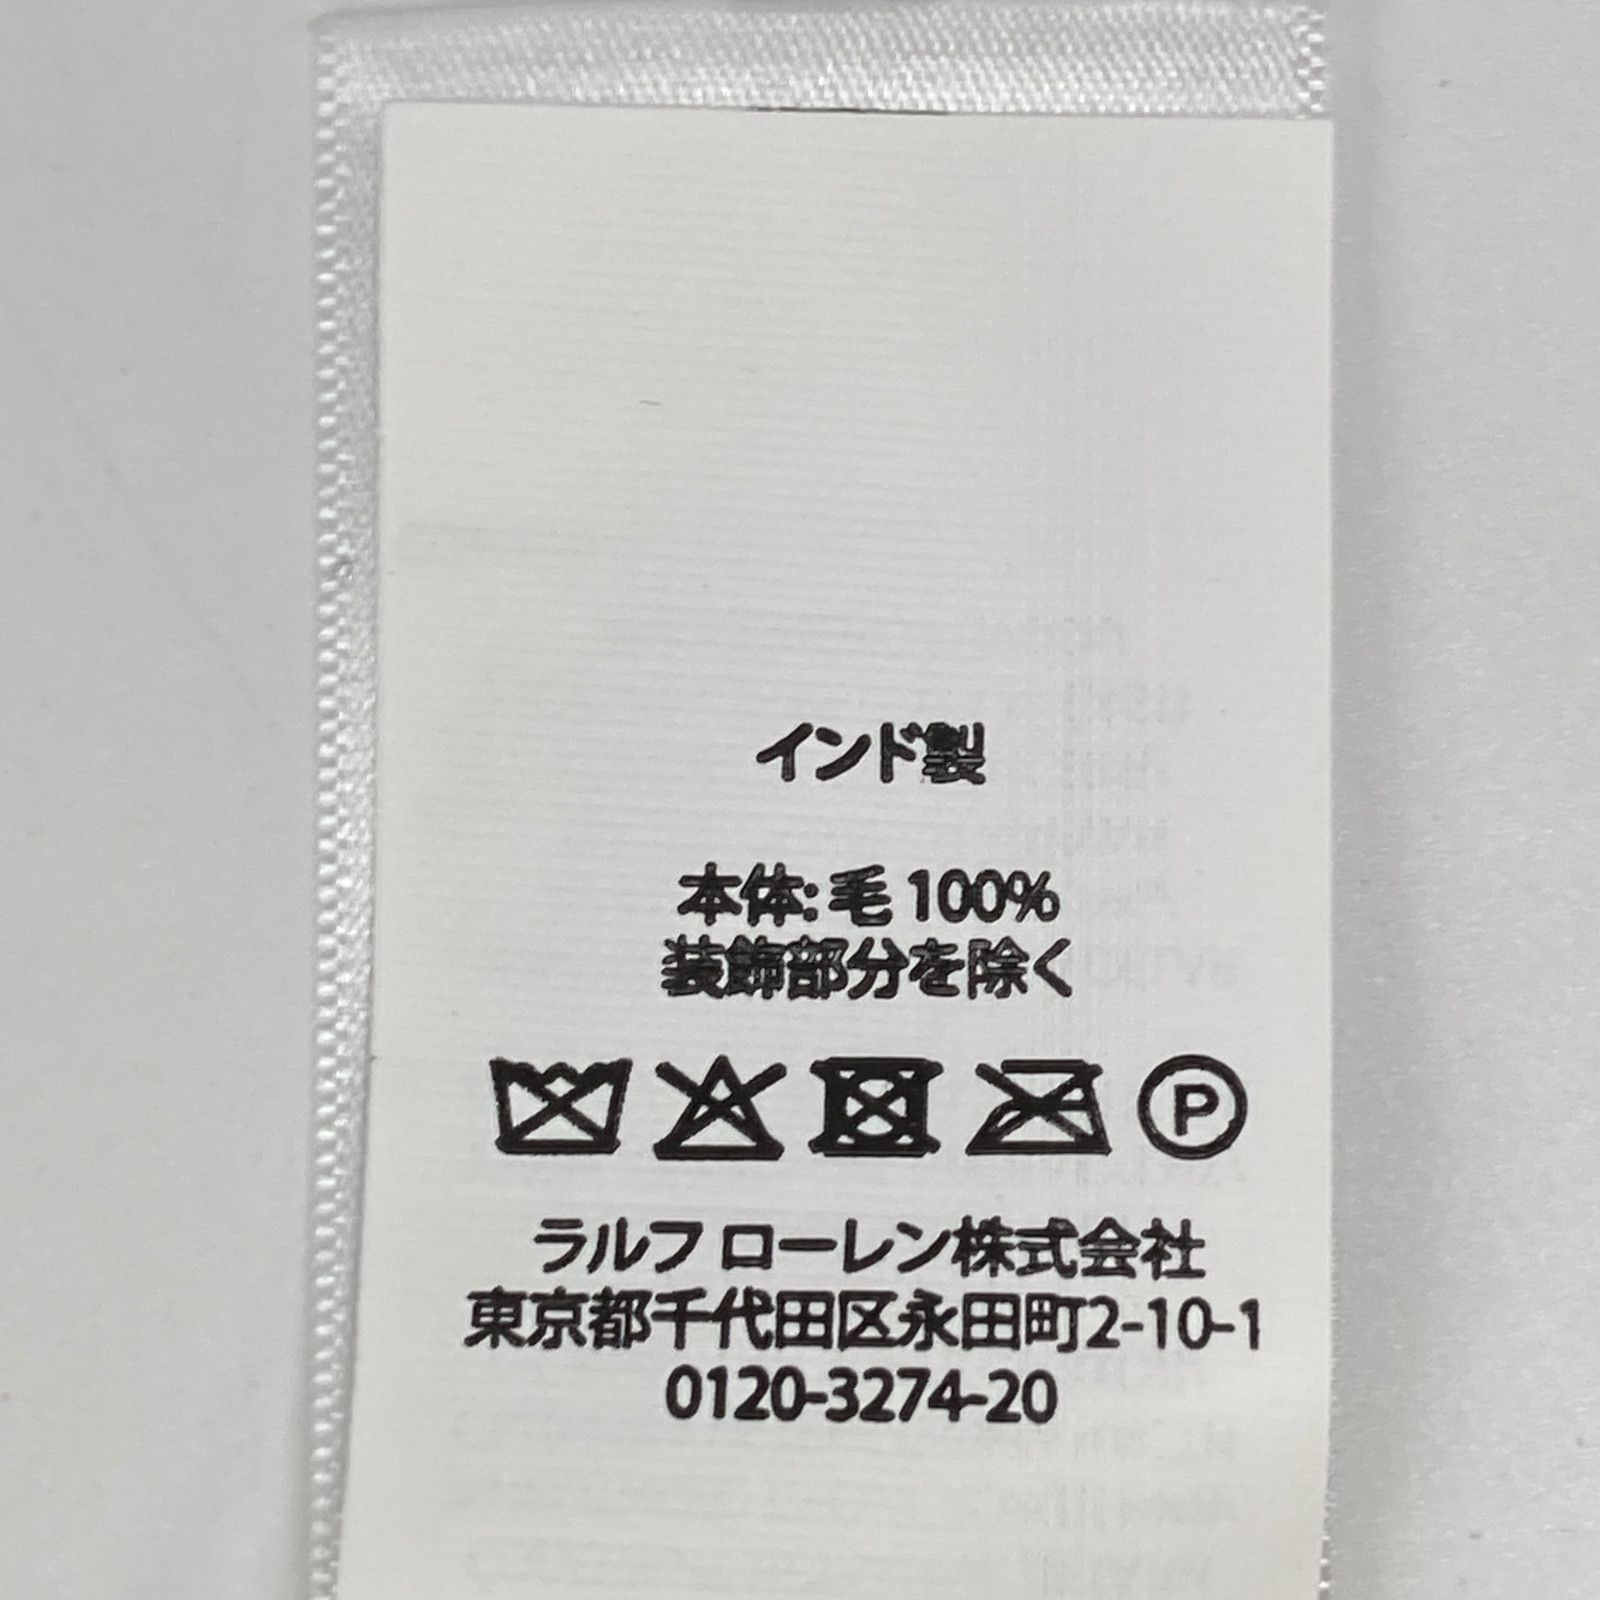 インド製
本体: 毛 100%
装飾部分を除く
P
ラルフ ローレン株式会社
東京都千代田区永田町2-10-1
0120-3274-20